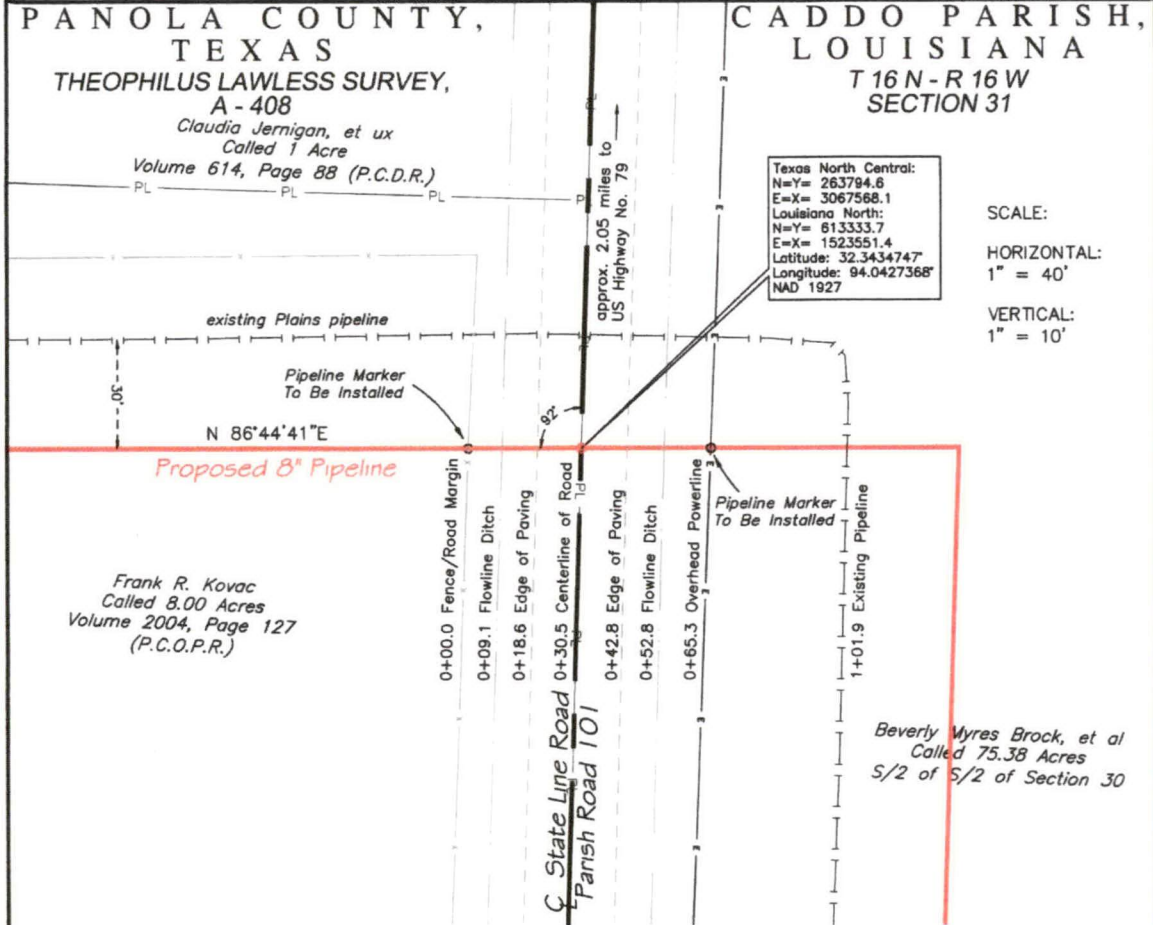 PANOLA COUNTY,
TEXAS
THEOPHILUS LAWLESS SURVEY,
A - 408
Claudia Jernigan, et ux
Called 1 Acre
Volume 614, Page 88 (P.C.D.R.)
CADDO PARISH,
LOUISIANA
T 16 N - R 16 W
SECTION 31
approx. 2.05 miles to
US Highway No. 79
Texas North Central:
N=Y= 263794.6
E=X= 3067568.1
Louisiana North:
N=Y= 613333.7
E=X= 1523551.4
Latitude: 32.3434747°
Longitude: 94.0427368°
NAD 1927
SCALE:
HORIZONTAL:
1" = 40'
VERTICAL:
1" = 10'
PL
PL
PL
PL
PL
existing Plains pipeline
30'
Pipeline Marker
To Be Installed
92°
N 86°44'41"E
Proposed 8" Pipeline
Pipeline Marker
To Be Installed
0+00.0 Fence/Road Margin
0+09.1 Flowline Ditch
0+18.6 Edge of Paving
0+30.5 Centerline of Road
0+42.8 Edge of Paving
0+52.8 Flowline Ditch
0+65.3 Overhead Powerline
1+01.9 Existing Pipeline
Frank R. Kovac
Called 8.00 Acres
Volume 2004, Page 127
(P.C.O.P.R.)
℄ State Line Road
Parish Road 101
Beverly Myres Brock, et al
Called 75.38 Acres
S/2 of S/2 of Section 30